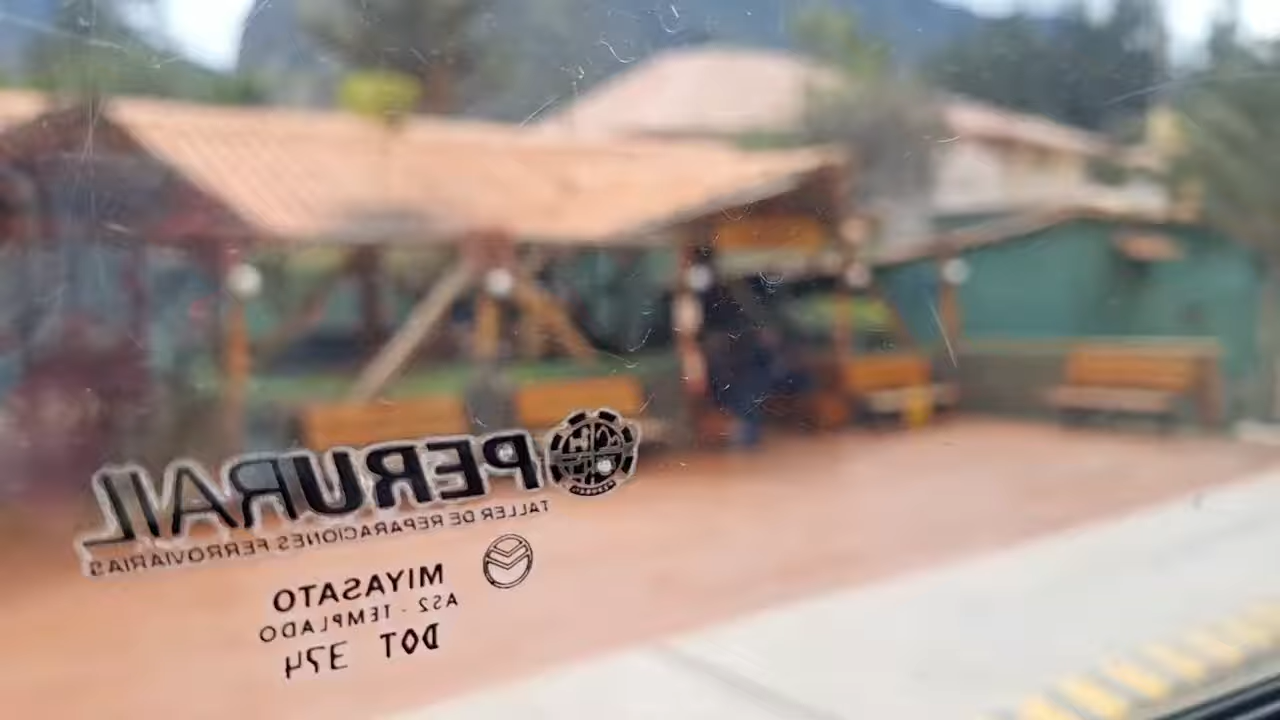 PERURAIL
TALLER DE REPARACIONES FERROVIARIAS
MIYASATO
AS2 - TEMPLADO
DOT 374